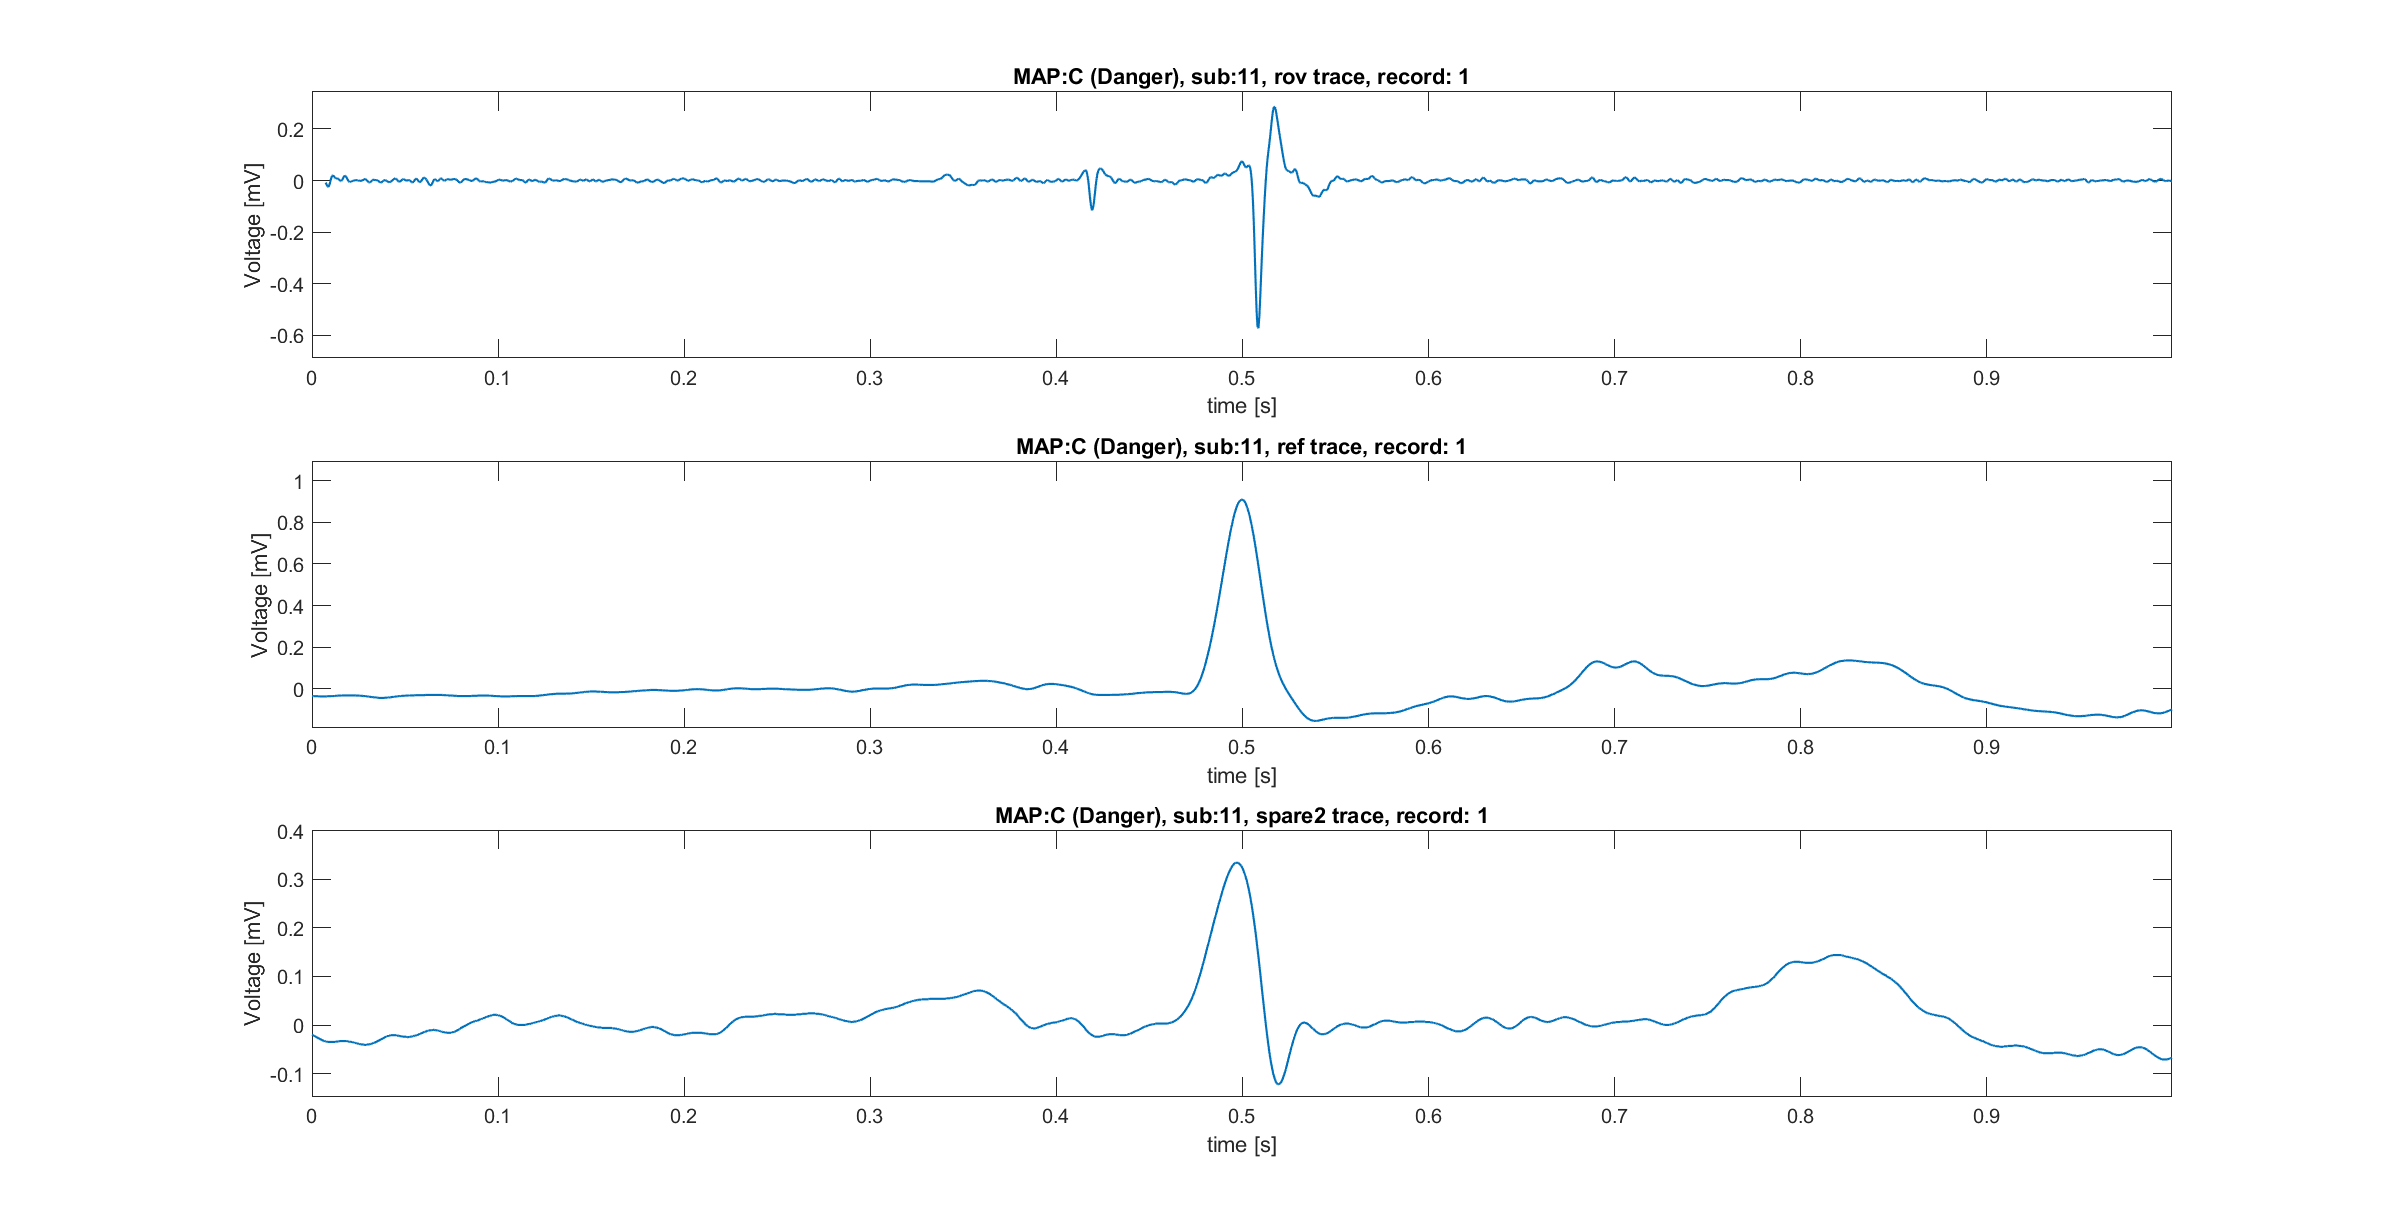 MAP:C (Danger), sub:11, rov trace, record: 1
Voltage [mV]
0.2
0
-0.2
-0.4
-0.6
0 0.1 0.2 0.3 0.4 0.5 0.6 0.7 0.8 0.9
time [s]
MAP:C (Danger), sub:11, ref trace, record: 1
Voltage [mV]
1
0.8
0.6
0.4
0.2
0
0 0.1 0.2 0.3 0.4 0.5 0.6 0.7 0.8 0.9
time [s]
MAP:C (Danger), sub:11, spare2 trace, record: 1
Voltage [mV]
0.4
0.3
0.2
0.1
0
-0.1
0 0.1 0.2 0.3 0.4 0.5 0.6 0.7 0.8 0.9
time [s]